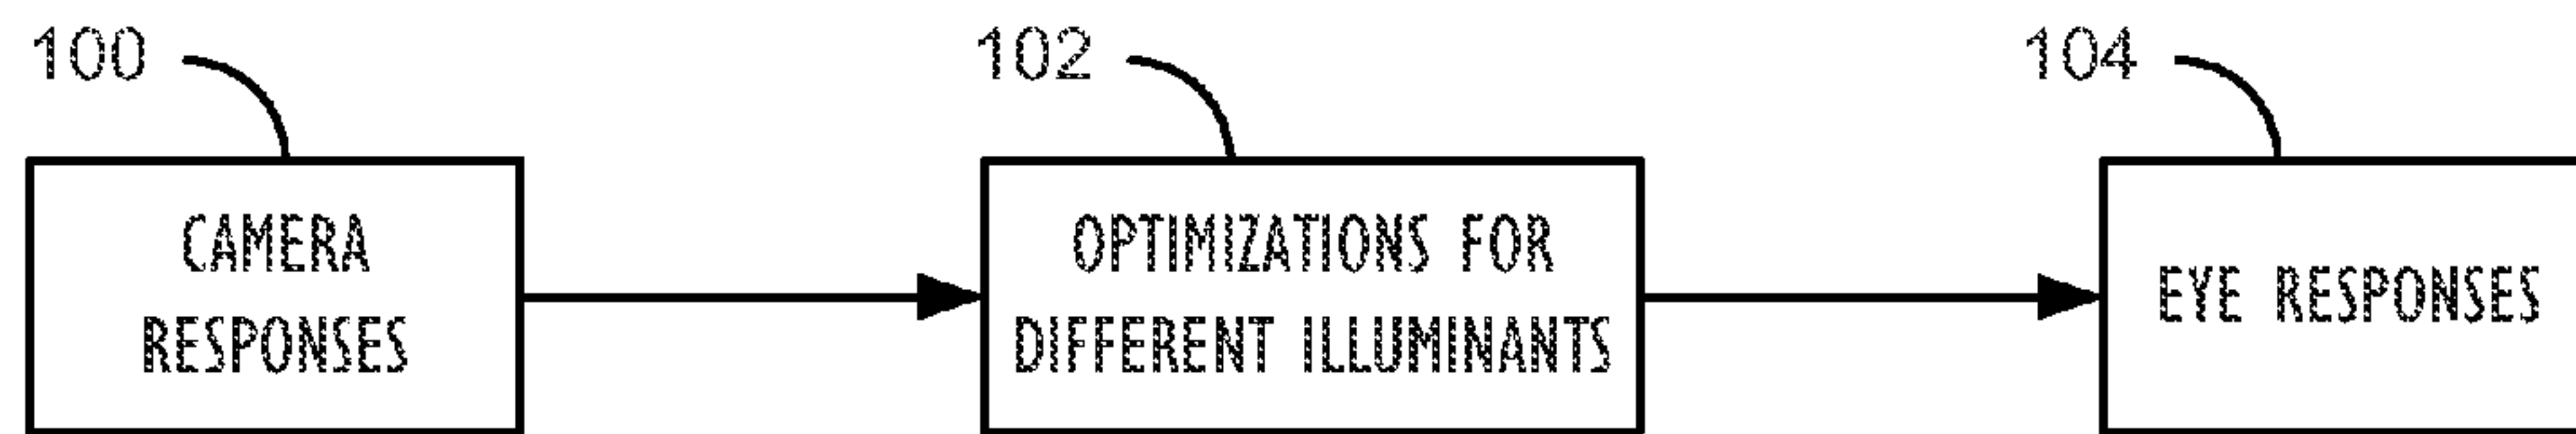 100
102
104
CAMERA
RESPONSES
OPTIMIZATIONS FOR
DIFFERENT ILLUMINANTS
EYE RESPONSES